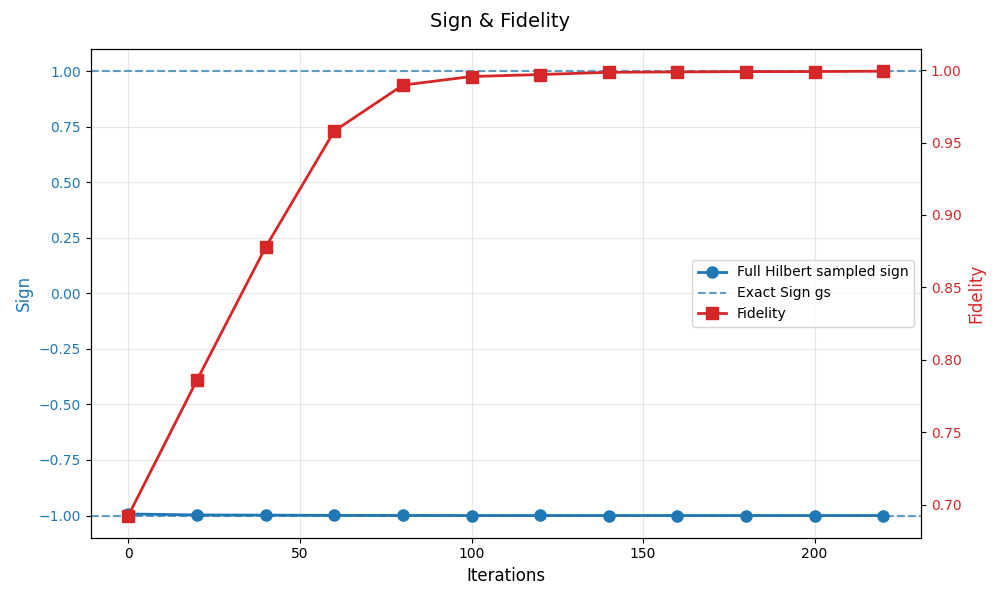 Sign & Fidelity
Sign
1.00
0.75
0.50
0.25
0.00
−0.25
−0.50
−0.75
−1.00
Full Hilbert sampled sign
Exact Sign gs
Fidelity
1.00
0.95
0.90
0.85
0.80
0.75
0.70
Fidelity
0 50 100 150 200
Iterations